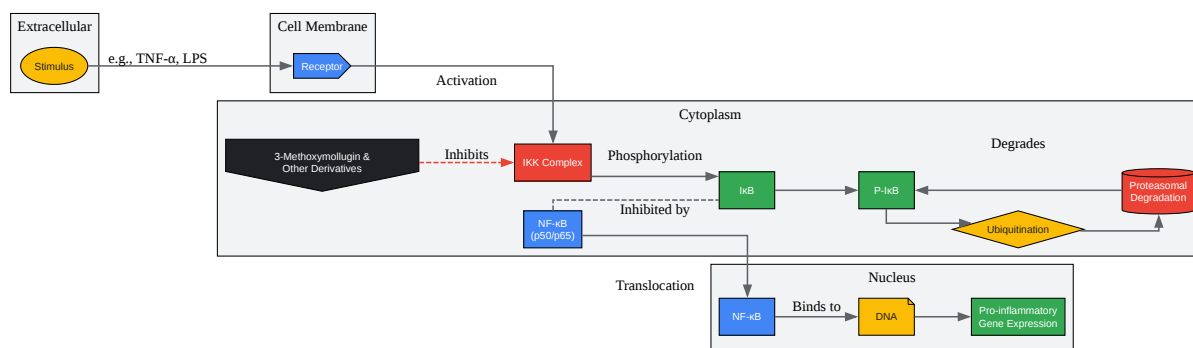 Extracellular
Cell Membrane
Stimulus
e.g., TNF-α, LPS
Receptor
Activation
Cytoplasm
3-Methoxymollugin &
Other Derivatives
Inhibits
IKK Complex
Phosphorylation
Degrades
IκB
P-IκB
Proteasomal
Degradation
Inhibited by
NF-κB
(p50/p65)
Ubiquitination
Translocation
Nucleus
NF-κB
Binds to
DNA
Pro-inflammatory
Gene Expression